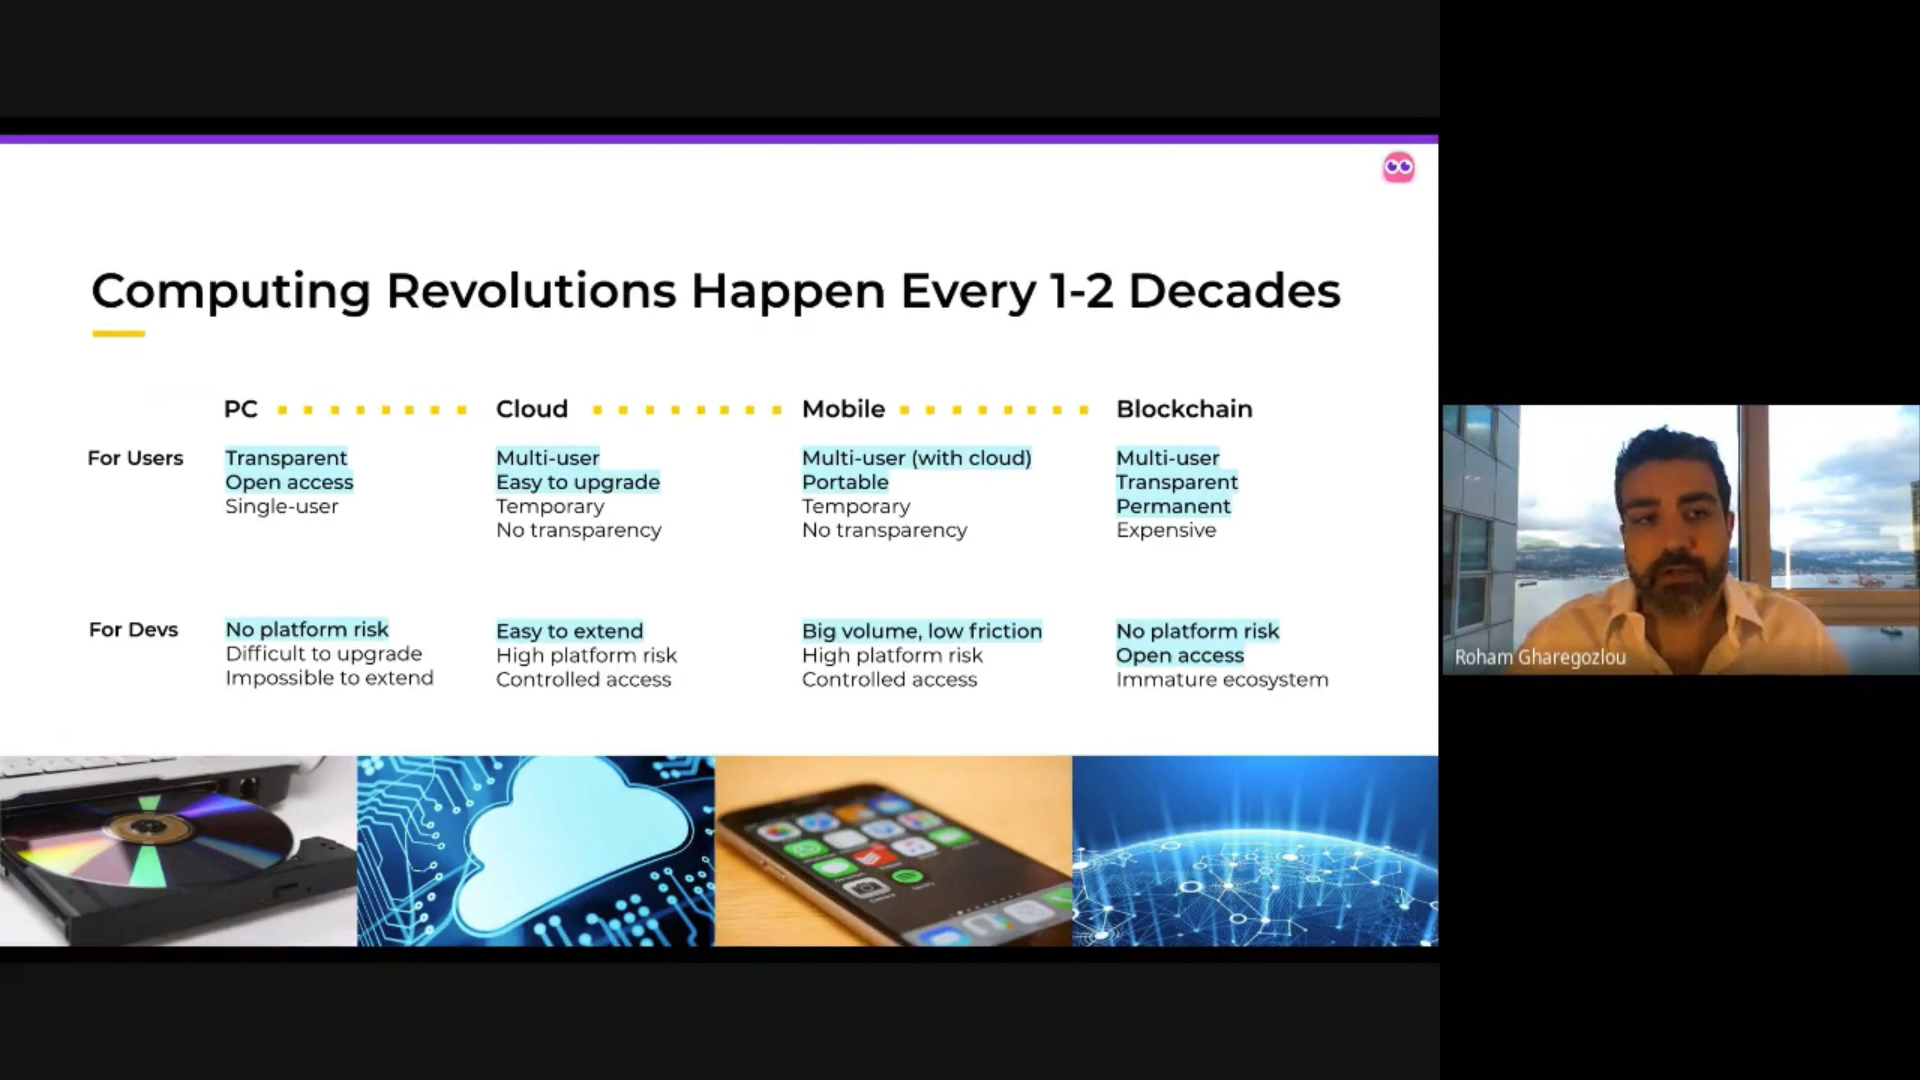 Computing Revolutions Happen Every 1-2 Decades
PC
Cloud
Mobile
Blockchain
For Users
Transparent
Open access
Single-user
Multi-user
Easy to upgrade
Temporary
No transparency
Multi-user (with cloud)
Portable
Temporary
No transparency
Multi-user
Transparent
Permanent
Expensive
For Devs
No platform risk
Difficult to upgrade
Impossible to extend
Easy to extend
High platform risk
Controlled access
Big volume, low friction
High platform risk
Controlled access
No platform risk
Open access
Immature ecosystem
Roham Gharegozlou